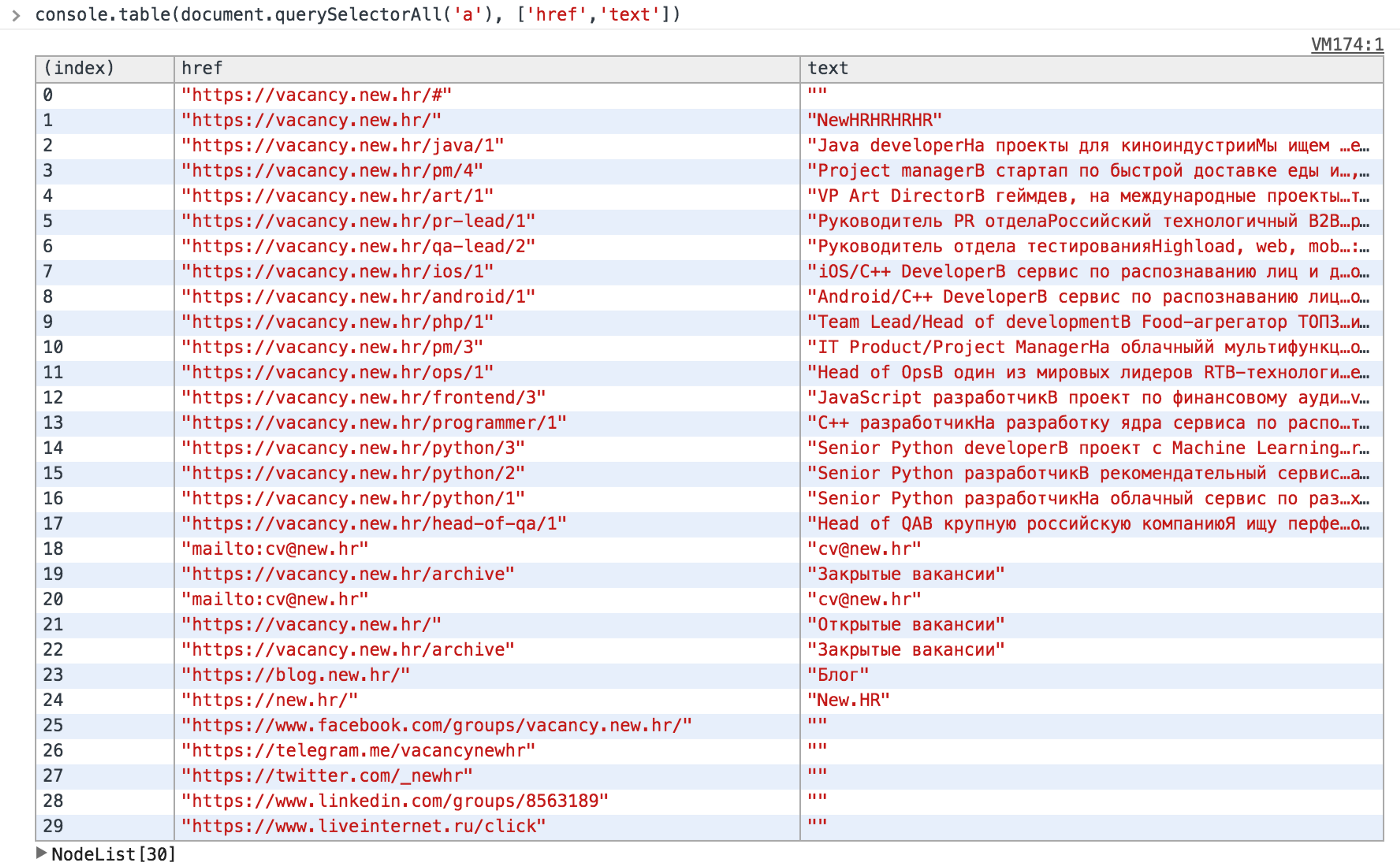 > console.table(document.querySelectorAll('a'), ['href','text'])
VM174:1
(index) href text
0 "https://vacancy.new.hr/#" ""
1 "https://vacancy.new.hr/" "NewHRHRHRHR"
2 "https://vacancy.new.hr/java/1" "Java developerНа проекты для киноиндустрииМы ищем …е…
3 "https://vacancy.new.hr/pm/4" "Project managerВ стартап по быстрой доставке еды и…,…
4 "https://vacancy.new.hr/art/1" "VP Art DirectorВ геймдев, на международные проекты…т…
5 "https://vacancy.new.hr/pr-lead/1" "Руководитель PR отделаРоссийский технологичный B2B…р…
6 "https://vacancy.new.hr/qa-lead/2" "Руководитель отдела тестированияHighload, web, mob…:…
7 "https://vacancy.new.hr/ios/1" "iOS/C++ DeveloperВ сервис по распознаванию лиц и д…о…
8 "https://vacancy.new.hr/android/1" "Android/C++ DeveloperВ сервис по распознаванию лиц…о…
9 "https://vacancy.new.hr/php/1" "Team Lead/Head of developmentВ Food-агрегатор ТОП3…и…
10 "https://vacancy.new.hr/pm/3" "IT Product/Project ManagerНа облачныйй мультифункц…о…
11 "https://vacancy.new.hr/ops/1" "Head of OpsВ один из мировых лидеров RTB-технологи…е…
12 "https://vacancy.new.hr/frontend/3" "JavaScript разработчикВ проект по финансовому ауди…v…
13 "https://vacancy.new.hr/programmer/1" "C++ разработчикНа разработку ядра сервиса по распо…т…
14 "https://vacancy.new.hr/python/3" "Senior Python developerВ проект с Machine Learning…r…
15 "https://vacancy.new.hr/python/2" "Senior Python разработчикВ рекомендательный сервис…а…
16 "https://vacancy.new.hr/python/1" "Senior Python разработчикНа облачный сервис по раз…х…
17 "https://vacancy.new.hr/head-of-qa/1" "Head of QAВ крупную российскую компаниюЯ ищу перфе…о…
18 "mailto:cv@new.hr" "cv@new.hr"
19 "https://vacancy.new.hr/archive" "Закрытые вакансии"
20 "mailto:cv@new.hr" "cv@new.hr"
21 "https://vacancy.new.hr/" "Открытые вакансии"
22 "https://vacancy.new.hr/archive" "Закрытые вакансии"
23 "https://blog.new.hr/" "Блог"
24 "https://new.hr/" "New.HR"
25 "https://www.facebook.com/groups/vacancy.new.hr/" ""
26 "https://telegram.me/vacancynewhr" ""
27 "https://twitter.com/_newhr" ""
28 "https://www.linkedin.com/groups/8563189" ""
29 "https://www.liveinternet.ru/click" ""
▶ NodeList[30]